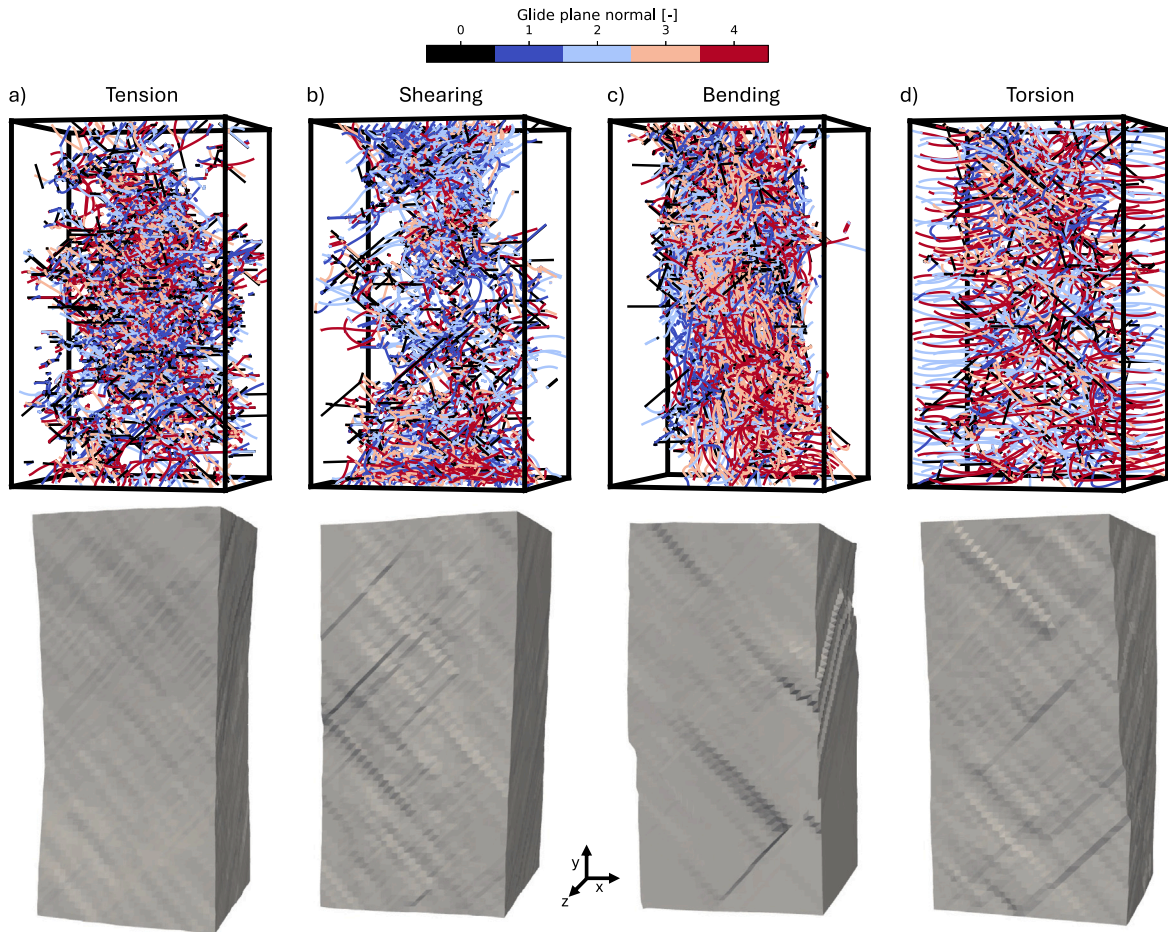 Glide plane normal [-]
0 1 2 3 4
a) Tension b) Shearing c) Bending d) Torsion
y
x
z